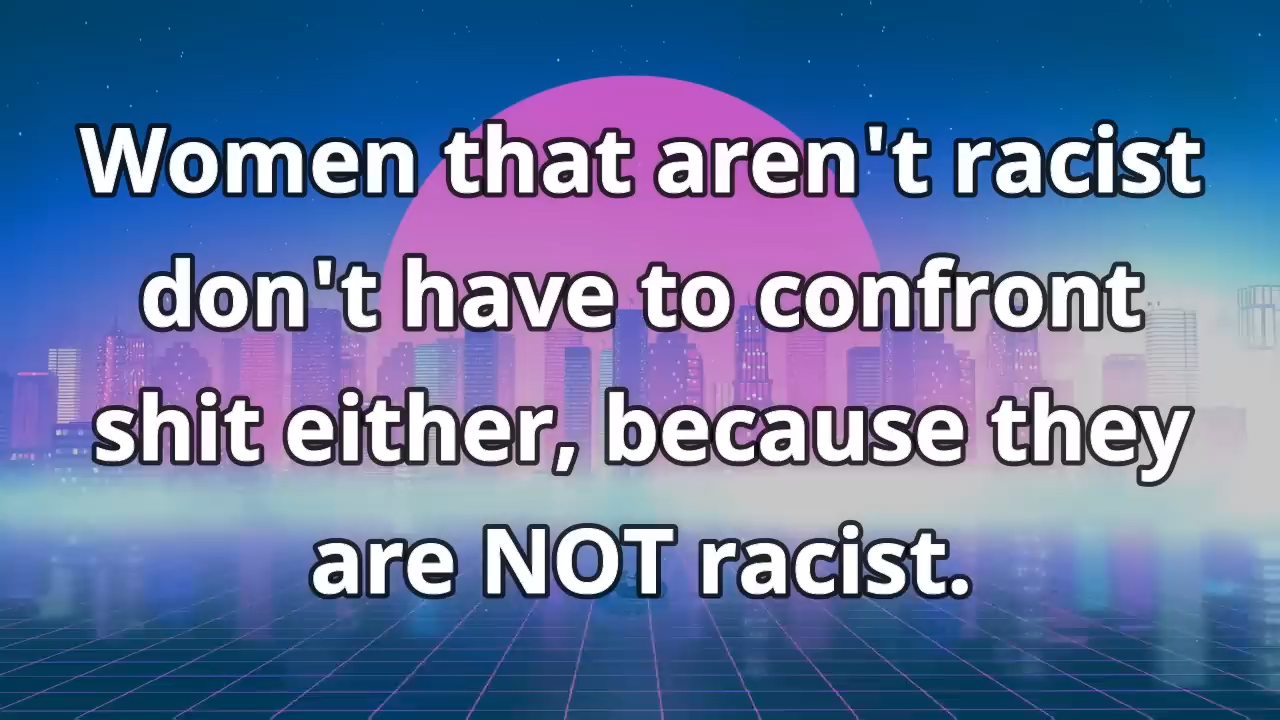 Women that aren't racist
don't have to confront
shit either, because they
are NOT racist.